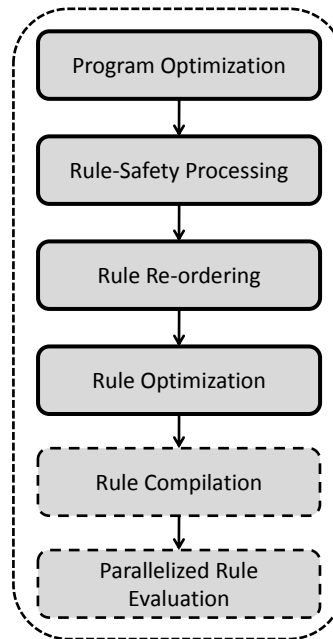 Program Optimization
Rule-Safety Processing
Rule Re-ordering
Rule Optimization
Rule Compilation
Parallelized Rule
Evaluation